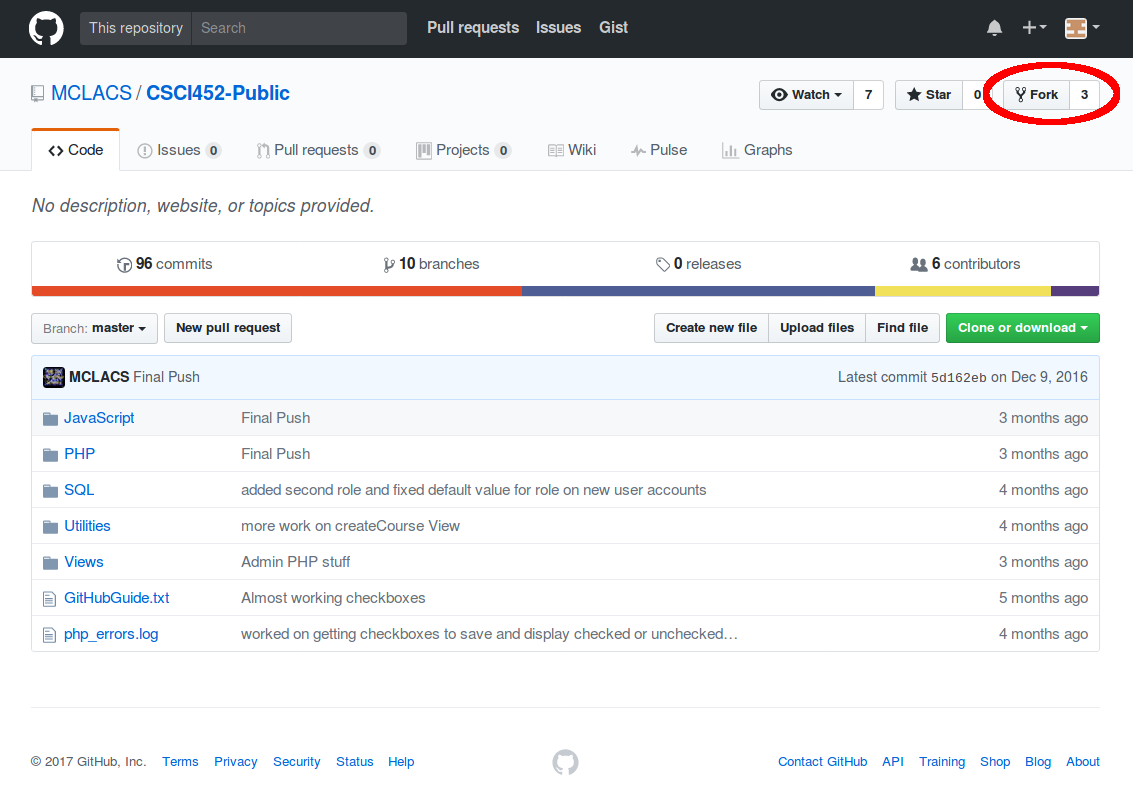 This repository Search Pull requests Issues Gist
MCLACS / CSCI452-Public Watch 7 Star 0 Fork 3
Code Issues 0 Pull requests 0 Projects 0 Wiki Pulse Graphs
No description, website, or topics provided.
96 commits 10 branches 0 releases 6 contributors
Branch: master New pull request Create new file Upload files Find file Clone or download
MCLACS Final Push Latest commit 5d162eb on Dec 9, 2016
JavaScript Final Push 3 months ago
PHP Final Push 3 months ago
SQL added second role and fixed default value for role on new user accounts 4 months ago
Utilities more work on createCourse View 4 months ago
Views Admin PHP stuff 3 months ago
GitHubGuide.txt Almost working checkboxes 5 months ago
php_errors.log worked on getting checkboxes to save and display checked or unchecked… 4 months ago
© 2017 GitHub, Inc. Terms Privacy Security Status Help Contact GitHub API Training Shop Blog About